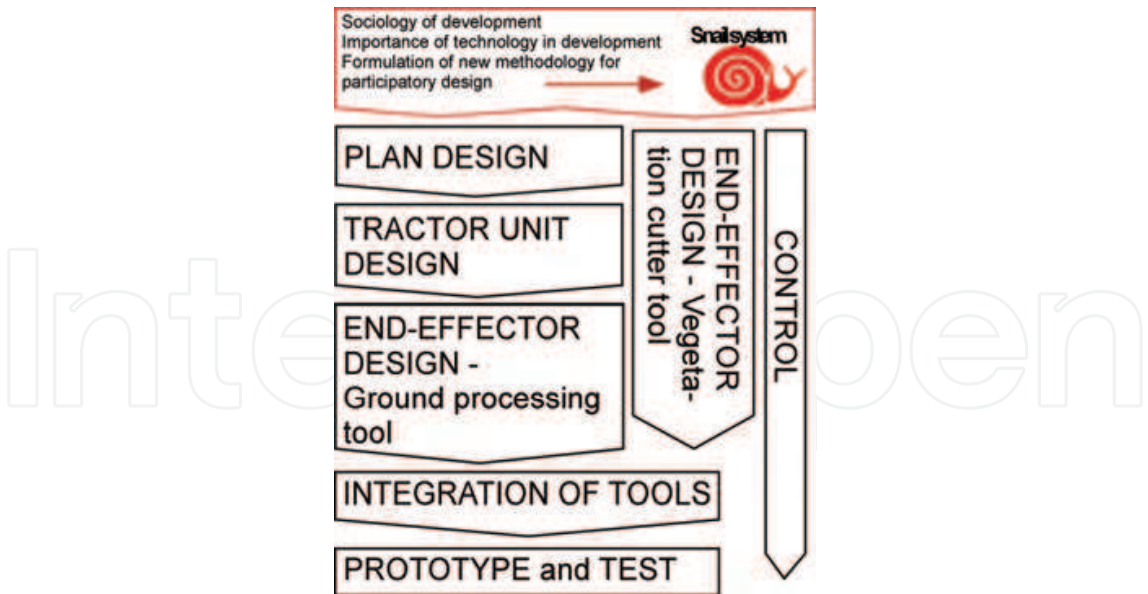 Sociology of development
Importance of technology in development
Formulation of new methodology for
participatory design
Snail system
PLAN DESIGN
TRACTOR UNIT
DESIGN
END-EFFECTOR
DESIGN -
Ground processing
tool
END-EFFECTOR
DESIGN - Vegeta-
tion cutter tool
CONTROL
INTEGRATION OF TOOLS
PROTOTYPE and TEST